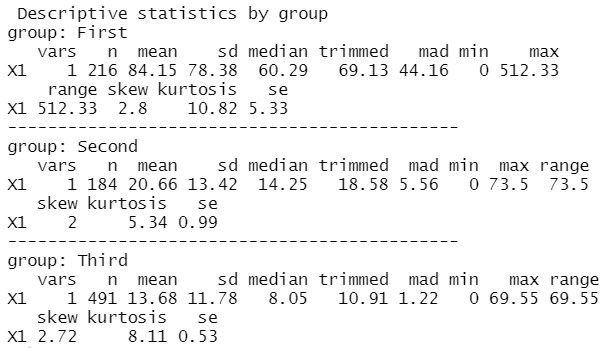 Descriptive statistics by group
group: First
vars n mean sd median trimmed mad min max
X1 1 216 84.15 78.38 60.29 69.13 44.16 0 512.33
range skew kurtosis se
X1 512.33 2.8 10.82 5.33
---------------------------------------------
group: Second
vars n mean sd median trimmed mad min max range
X1 1 184 20.66 13.42 14.25 18.58 5.56 0 73.5 73.5
skew kurtosis se
X1 2 5.34 0.99
---------------------------------------------
group: Third
vars n mean sd median trimmed mad min max range
X1 1 491 13.68 11.78 8.05 10.91 1.22 0 69.55 69.55
skew kurtosis se
X1 2.72 8.11 0.53